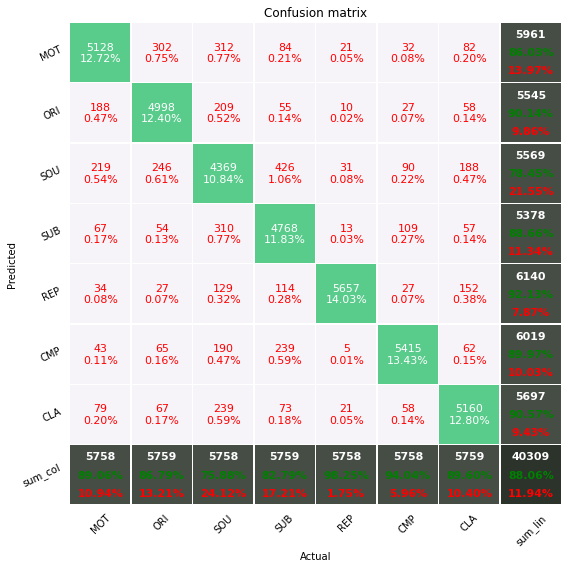 Confusion matrix
MOT
5128 302 312 84 21 32 82 5961
12.72% 0.75% 0.77% 0.21% 0.05% 0.08% 0.20% 86.03%
13.97%
ORI
188 4998 209 55 10 27 58 5545
0.47% 12.40% 0.52% 0.14% 0.02% 0.07% 0.14% 90.14%
9.86%
SOU
219 246 4369 426 31 90 188 5569
0.54% 0.61% 10.84% 1.06% 0.08% 0.22% 0.47% 78.45%
21.55%
SUB
67 54 310 4768 13 109 57 5378
0.17% 0.13% 0.77% 11.83% 0.03% 0.27% 0.14% 88.66%
11.34%
Predicted
REP
34 27 129 114 5657 27 152 6140
0.08% 0.07% 0.32% 0.28% 14.03% 0.07% 0.38% 92.13%
7.87%
CMP
43 65 190 239 5 5415 62 6019
0.11% 0.16% 0.47% 0.59% 0.01% 13.43% 0.15% 89.97%
10.03%
CLA
79 67 239 73 21 58 5160 5697
0.20% 0.17% 0.59% 0.18% 0.05% 0.14% 12.80% 90.57%
9.43%
sum_col
5758 5759 5758 5759 5758 5758 5759 40309
89.06% 86.79% 75.88% 82.79% 98.25% 94.04% 89.60% 88.06%
10.94% 13.21% 24.12% 17.21% 1.75% 5.96% 10.40% 11.94%
MOT ORI SOU SUB REP CMP CLA sum_lin
Actual